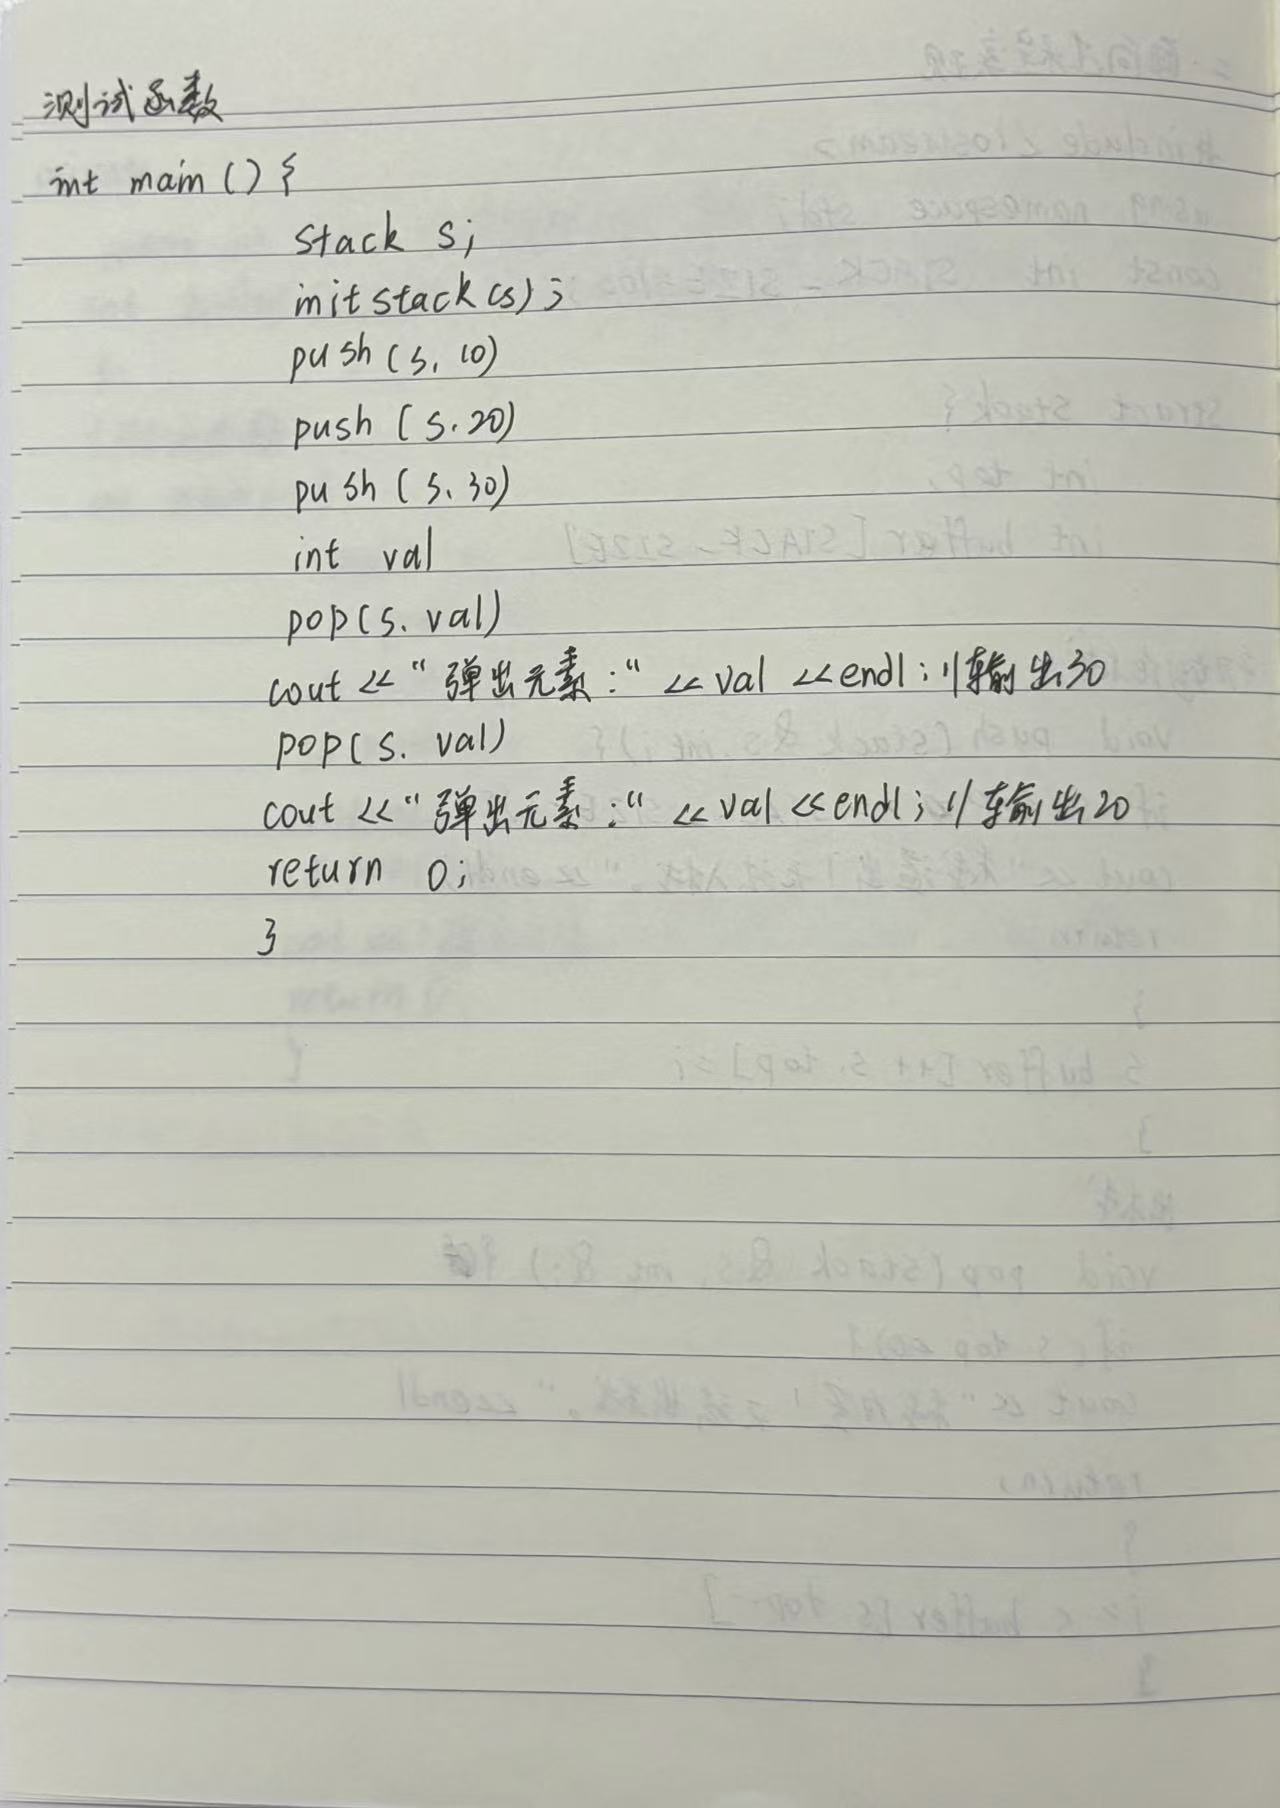 测试函数
int main () {
stack s;
initstack(s);
push(s, 10)
push(s, 20)
push(s, 30)
int val
pop(s, val)
cout << "弹出元素:" << val << endl; // 输出30
pop(s, val)
cout << "弹出元素:" << val << endl; // 输出20
return 0;
}